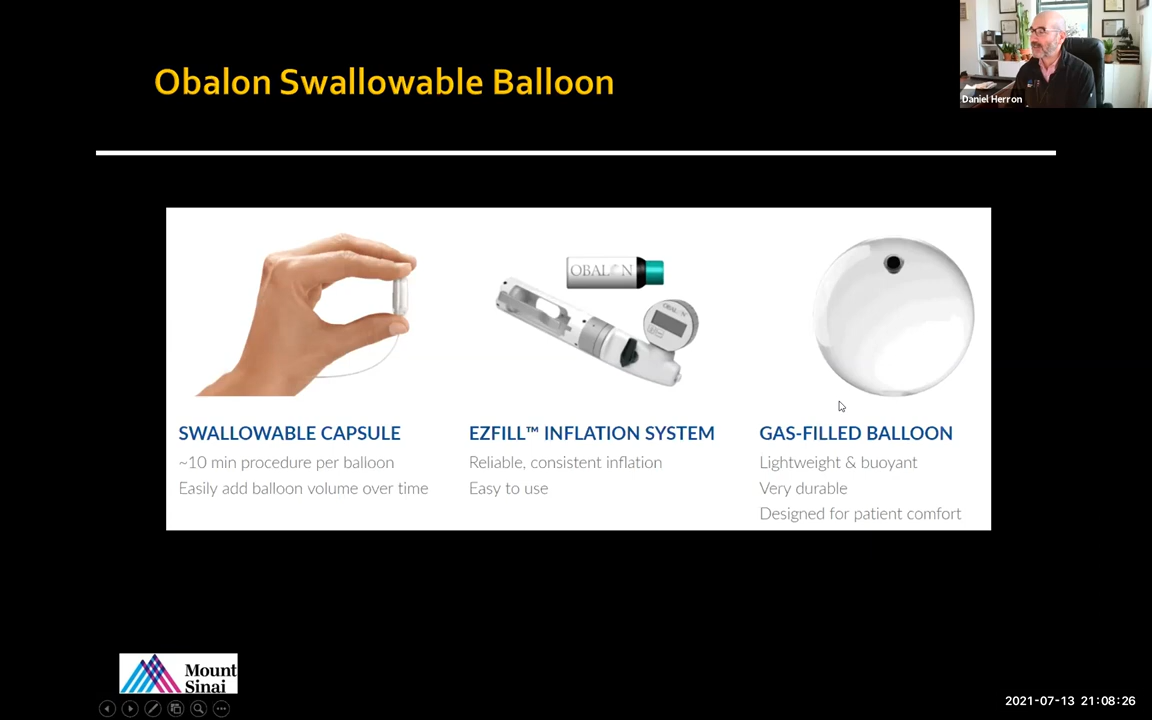 Obalon Swallowable Balloon
Daniel Herron
OBALON
OBALON
SWALLOWABLE CAPSULE
~10 min procedure per balloon
Easily add balloon volume over time
EZFILL™ INFLATION SYSTEM
Reliable, consistent inflation
Easy to use
GAS-FILLED BALLOON
Lightweight & buoyant
Very durable
Designed for patient comfort
Mount
Sinai
2021-07-13 21:08:26